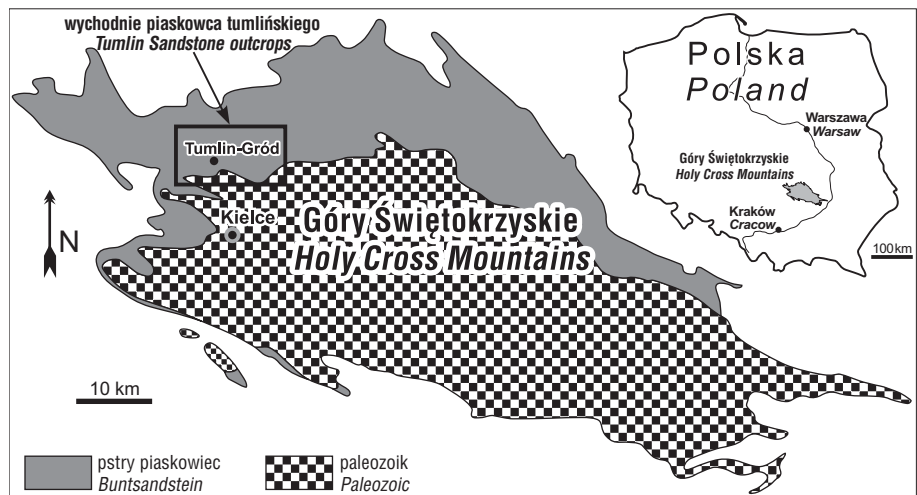 wychodnie piaskowca tumlińskiego
Tumlin Sandstone outcrops
Tumlin-Gród
Kielce
N
Góry Świętokrzyskie
Holy Cross Mountains
10 km
pstry piaskowiec
Buntsandstein
paleozoik
Paleozoic
Polska
Poland
Warszawa
Warsaw
Góry Świętokrzyskie
Holy Cross Mountains
Kraków
Cracow
100km